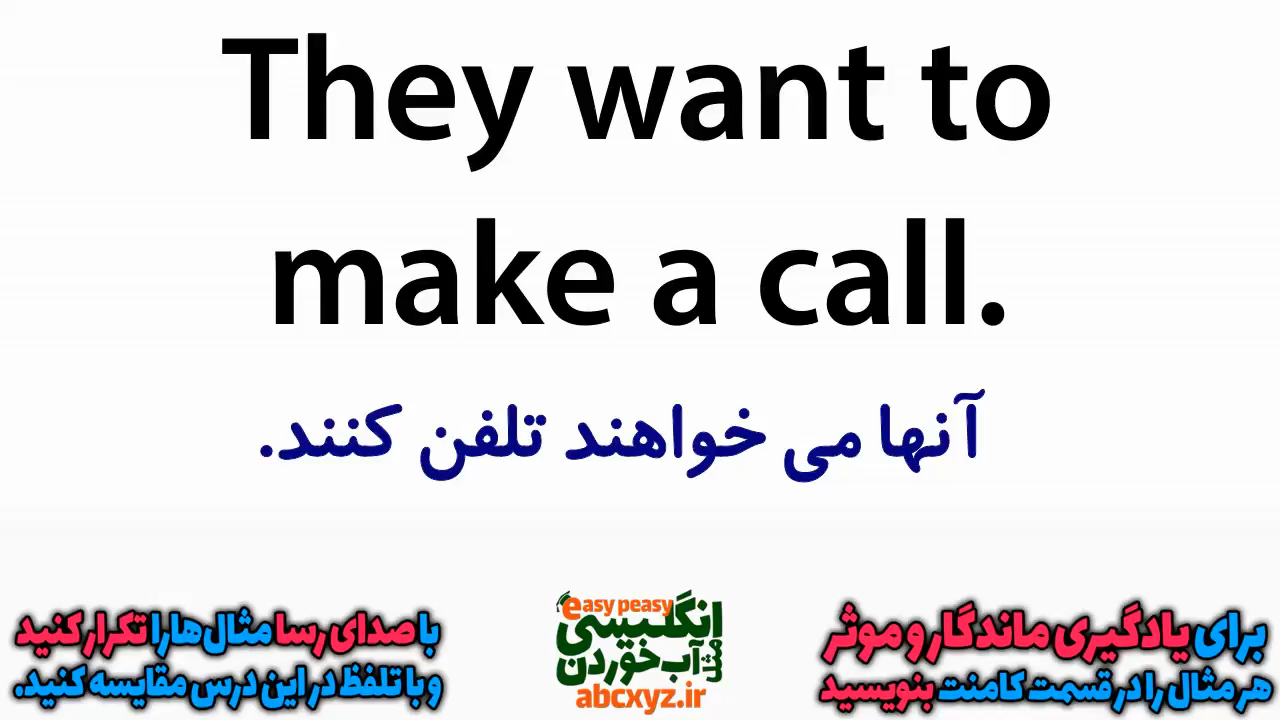 They want to
make a call.
آنها می خواهند تلفن کنند.
برای یادگیری ماندگار و موثر
هر مثال را در قسمت کامنت بنویسید
easy peasy
انگلیسی
مثل آب خوردن
abcxyz.ir
با صدای رسا مثال‌ها را تکرار کنید
و با تلفظ در این درس مقایسه کنید.